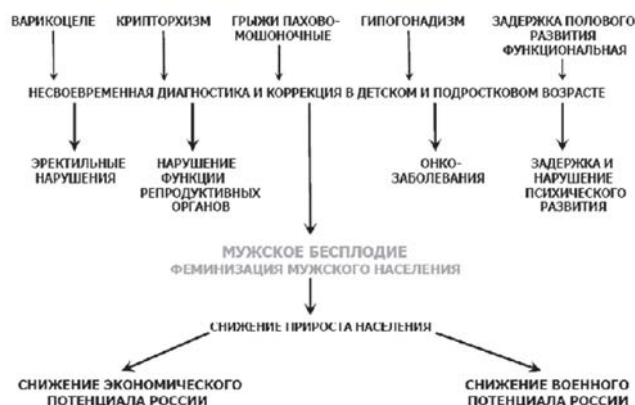 ВАРИКОЦЕЛЕ
КРИПТОРХИЗМ
ГРЫЖИ ПАХОВО-
МОШОНОЧНЫЕ
ГИПОГОНАДИЗМ
ЗАДЕРЖКА ПОЛОВОГО
РАЗВИТИЯ
ФУНКЦИОНАЛЬНАЯ
НЕСВОЕВРЕМЕННАЯ ДИАГНОСТИКА И КОРРЕКЦИЯ В ДЕТСКОМ И ПОДРОСТКОВОМ ВОЗРАСТЕ
ЭРЕКТИЛЬНЫЕ
НАРУШЕНИЯ
НАРУШЕНИЕ
ФУНКЦИИ
РЕПРОДУКТИВНЫХ
ОРГАНОВ
ОНКО-
ЗАБОЛЕВАНИЯ
ЗАДЕРЖКА И
НАРУШЕНИЕ
ПСИХИЧЕСКОГО
РАЗВИТИЯ
МУЖСКОЕ БЕСПЛОДИЕ
ФЕМИНИЗАЦИЯ МУЖСКОГО НАСЕЛЕНИЯ
СНИЖЕНИЕ ПРИРОСТА НАСЕЛЕНИЯ
СНИЖЕНИЕ ЭКОНОМИЧЕСКОГО
ПОТЕНЦИАЛА РОССИИ
СНИЖЕНИЕ ВОЕННОГО
ПОТЕНЦИАЛА РОССИИ